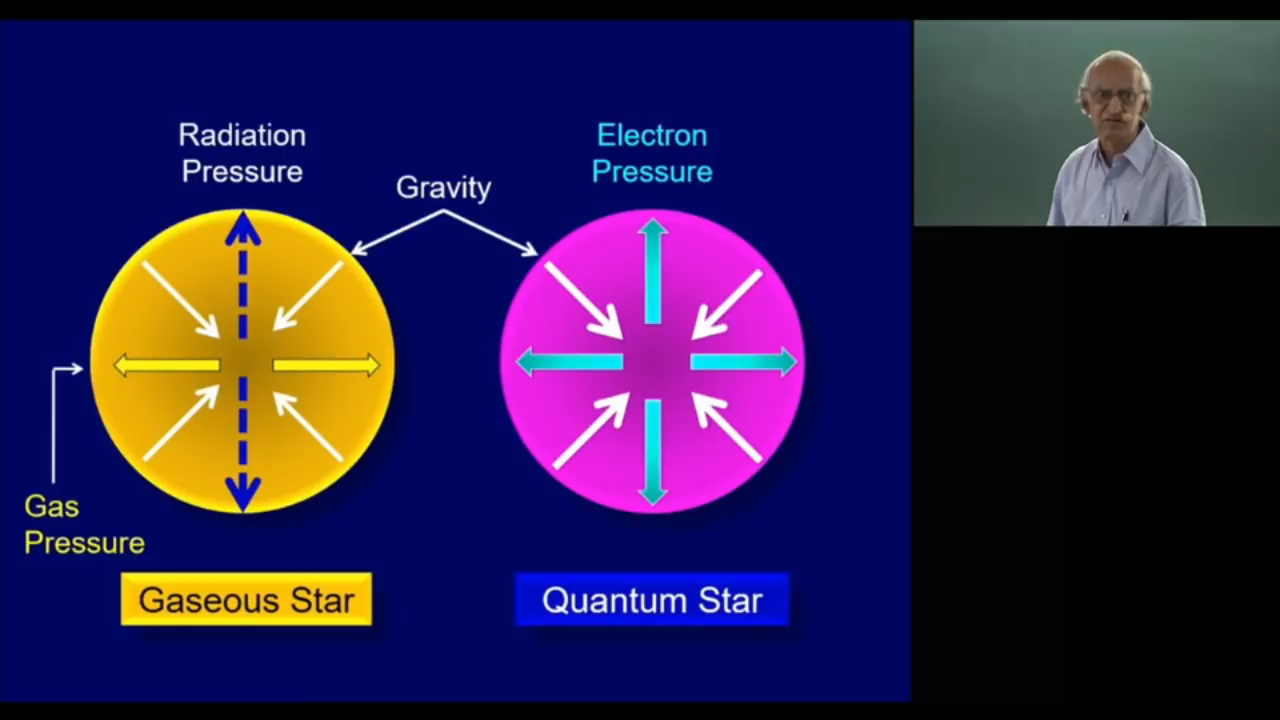 Radiation
Pressure
Gravity
Electron
Pressure
Gas
Pressure
Gaseous Star
Quantum Star